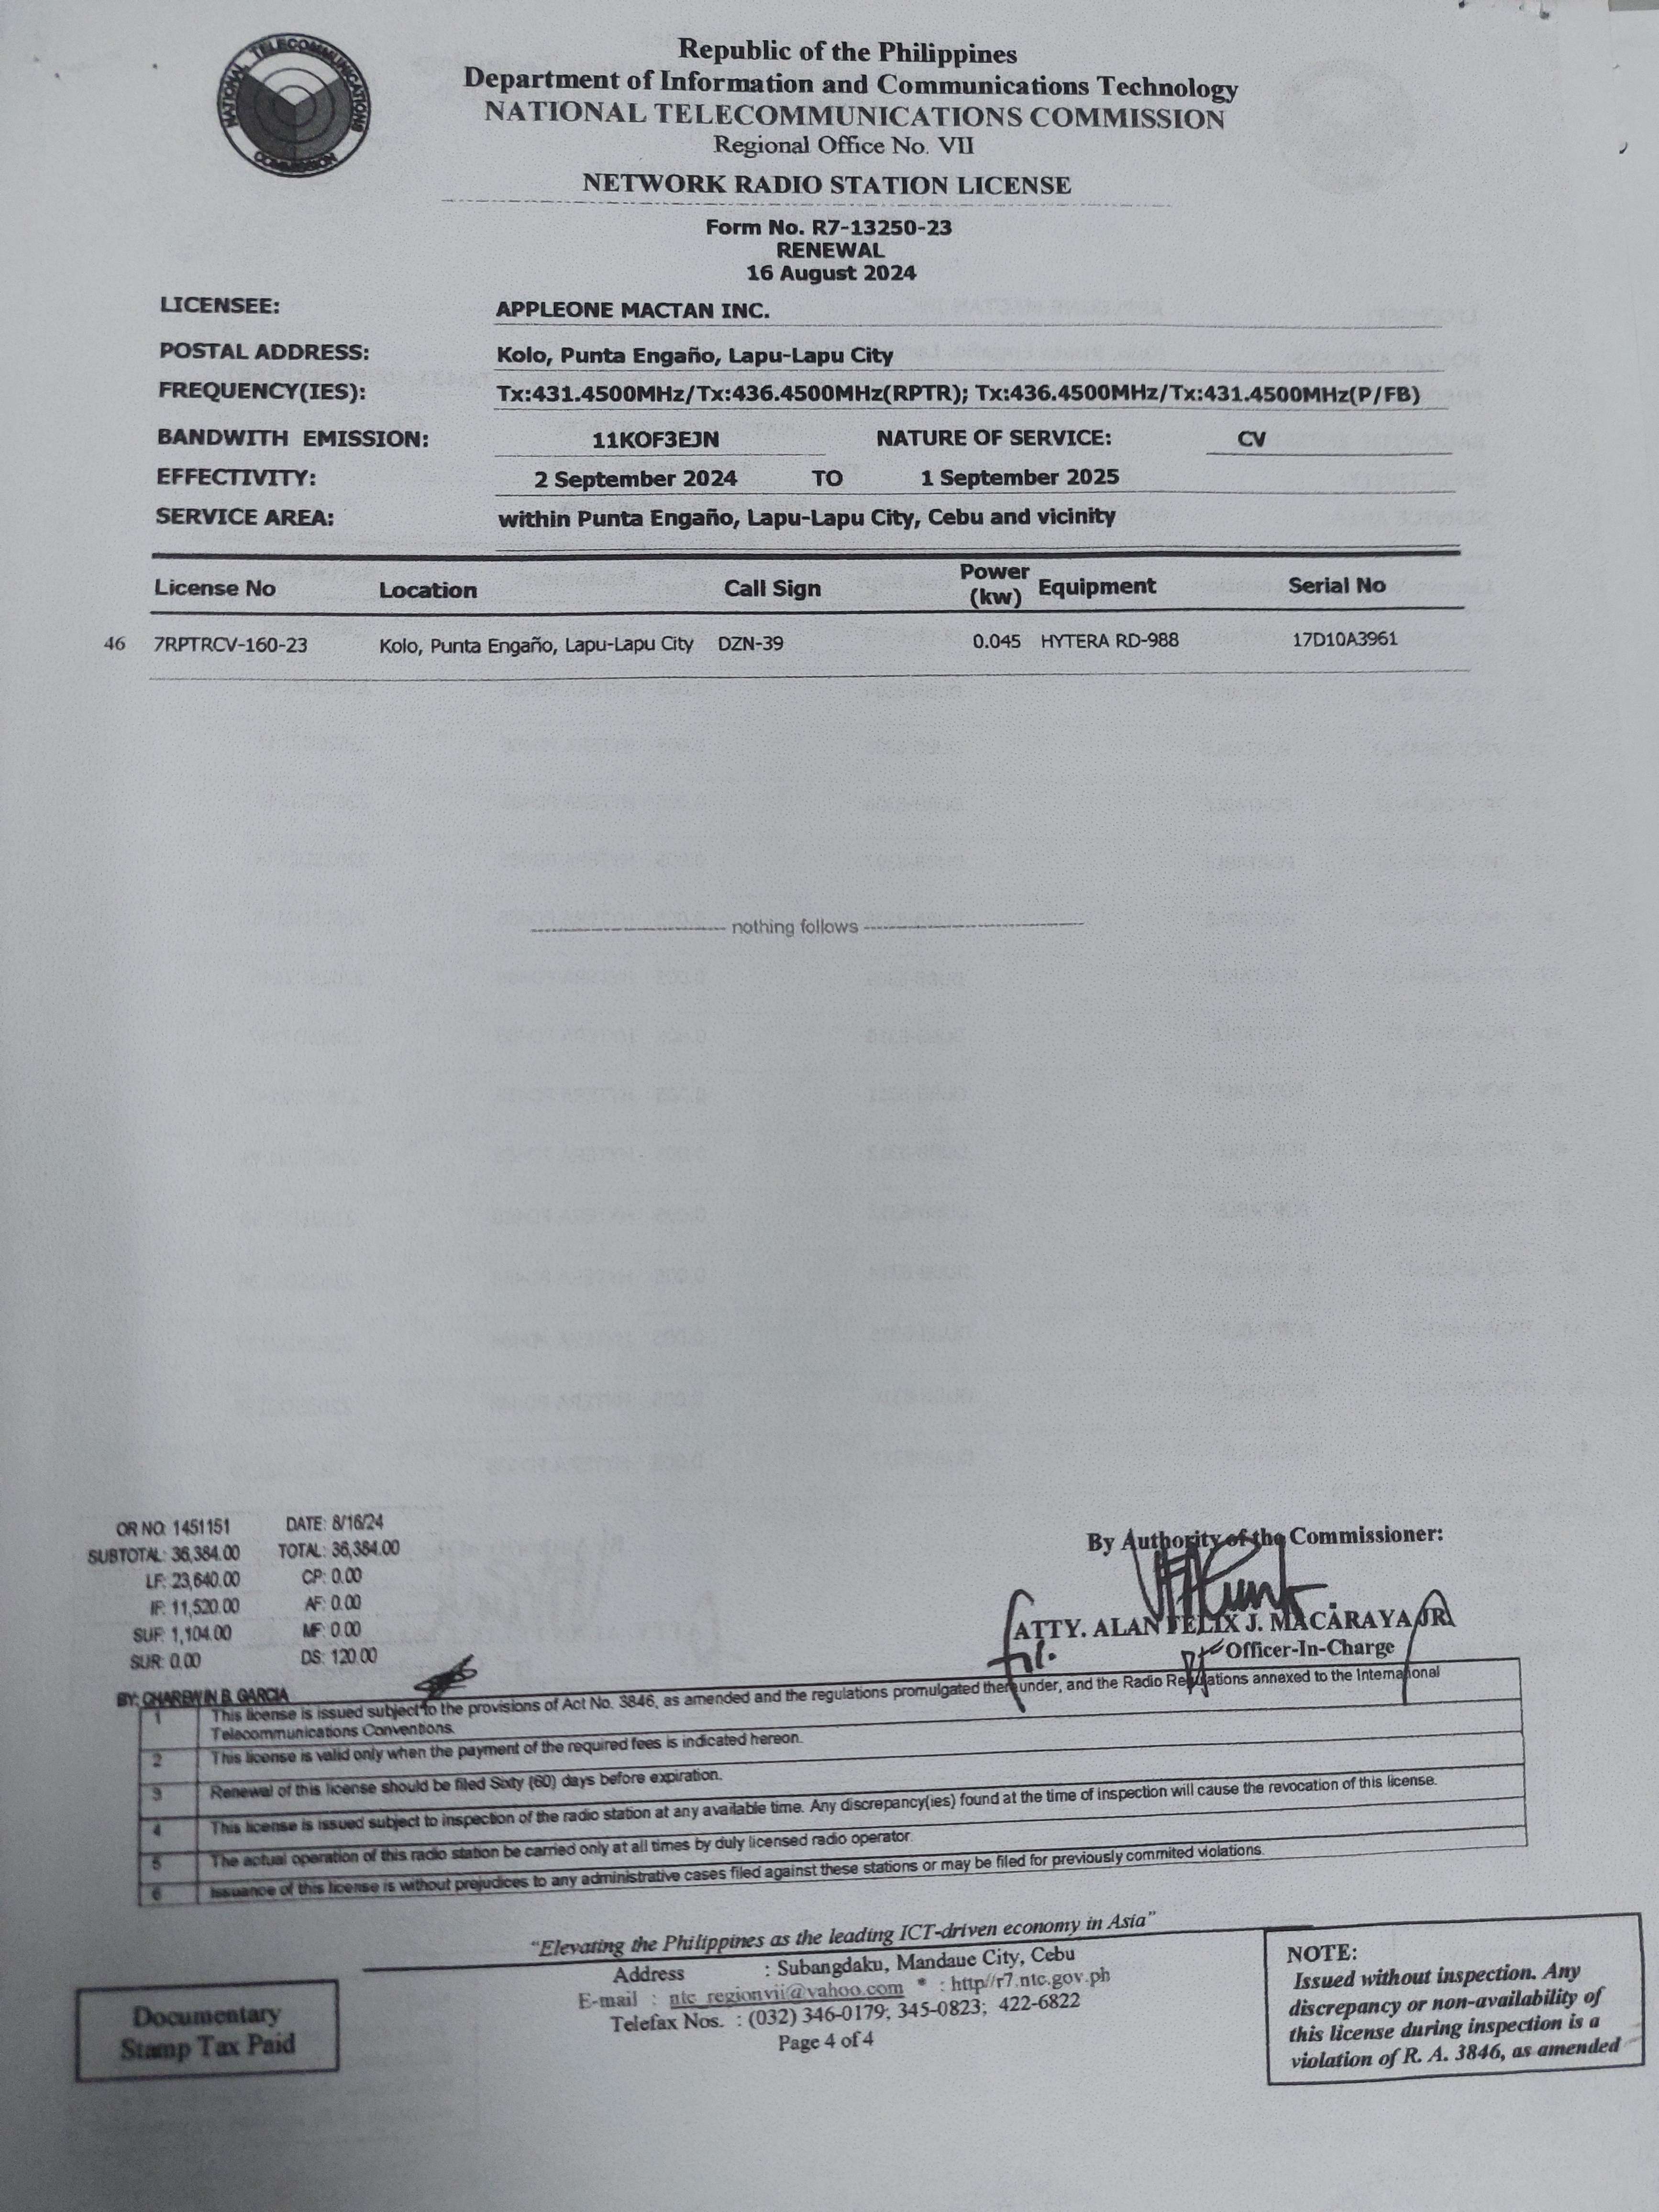 NATIONAL TELECOMMUNICATIONS COMMISSION
Republic of the Philippines
Department of Information and Communications Technology
NATIONAL TELECOMMUNICATIONS COMMISSION
Regional Office No. VII
NETWORK RADIO STATION LICENSE
Form No. R7-13250-23
RENEWAL
16 August 2024
LICENSEE: APPLEONE MACTAN INC.
POSTAL ADDRESS: Kolo, Punta Engaño, Lapu-Lapu City
FREQUENCY(IES): Tx:431.4500MHz/Tx:436.4500MHz(RPTR); Tx:436.4500MHz/Tx:431.4500MHz(P/FB)
BANDWITH EMISSION: 11KOF3EJN NATURE OF SERVICE: CV
EFFECTIVITY: 2 September 2024 TO 1 September 2025
SERVICE AREA: within Punta Engaño, Lapu-Lapu City, Cebu and vicinity
License No Location Call Sign Power (kw) Equipment Serial No
46 7RPTRCV-160-23 Kolo, Punta Engaño, Lapu-Lapu City DZN-39 0.045 HYTERA RD-988 17D10A3961
nothing follows
OR NO: 1451151 DATE: 8/16/24
SUBTOTAL: 36,384.00 TOTAL: 36,384.00
LF: 23,640.00 CP: 0.00
IF: 11,520.00 AF: 0.00
SUF: 1,104.00 MF: 0.00
SUR: 0.00 DS: 120.00
BY: CHAREWIN B. GARCIA
By Authority of the Commissioner:
ATTY. ALAN FELIX J. MACARAYA JR.
Officer-In-Charge
1 This license is issued subject to the provisions of Act No. 3846, as amended and the regulations promulgated thereunder, and the Radio Regulations annexed to the International
Telecommunications Conventions.
2 This license is valid only when the payment of the required fees is indicated hereon.
3 Renewal of this license should be filed Sixty (60) days before expiration.
4 This license is issued subject to inspection of the radio station at any available time. Any discrepancy(ies) found at the time of inspection will cause the revocation of this license.
5 The actual operation of this radio station be carried only at all times by duly licensed radio operator.
6 Issuance of this license is without prejudices to any administrative cases filed against these stations or may be filed for previously commited violations.
"Elevating the Philippines as the leading ICT-driven economy in Asia"
Address : Subangdaku, Mandaue City, Cebu
E-mail : ntc_regionvii@yahoo.com * : http//r7.ntc.gov.ph
Telefax Nos. : (032) 346-0179; 345-0823; 422-6822
Page 4 of 4
Documentary
Stamp Tax Paid
NOTE:
Issued without inspection. Any
discrepancy or non-availability of
this license during inspection is a
violation of R. A. 3846, as amended